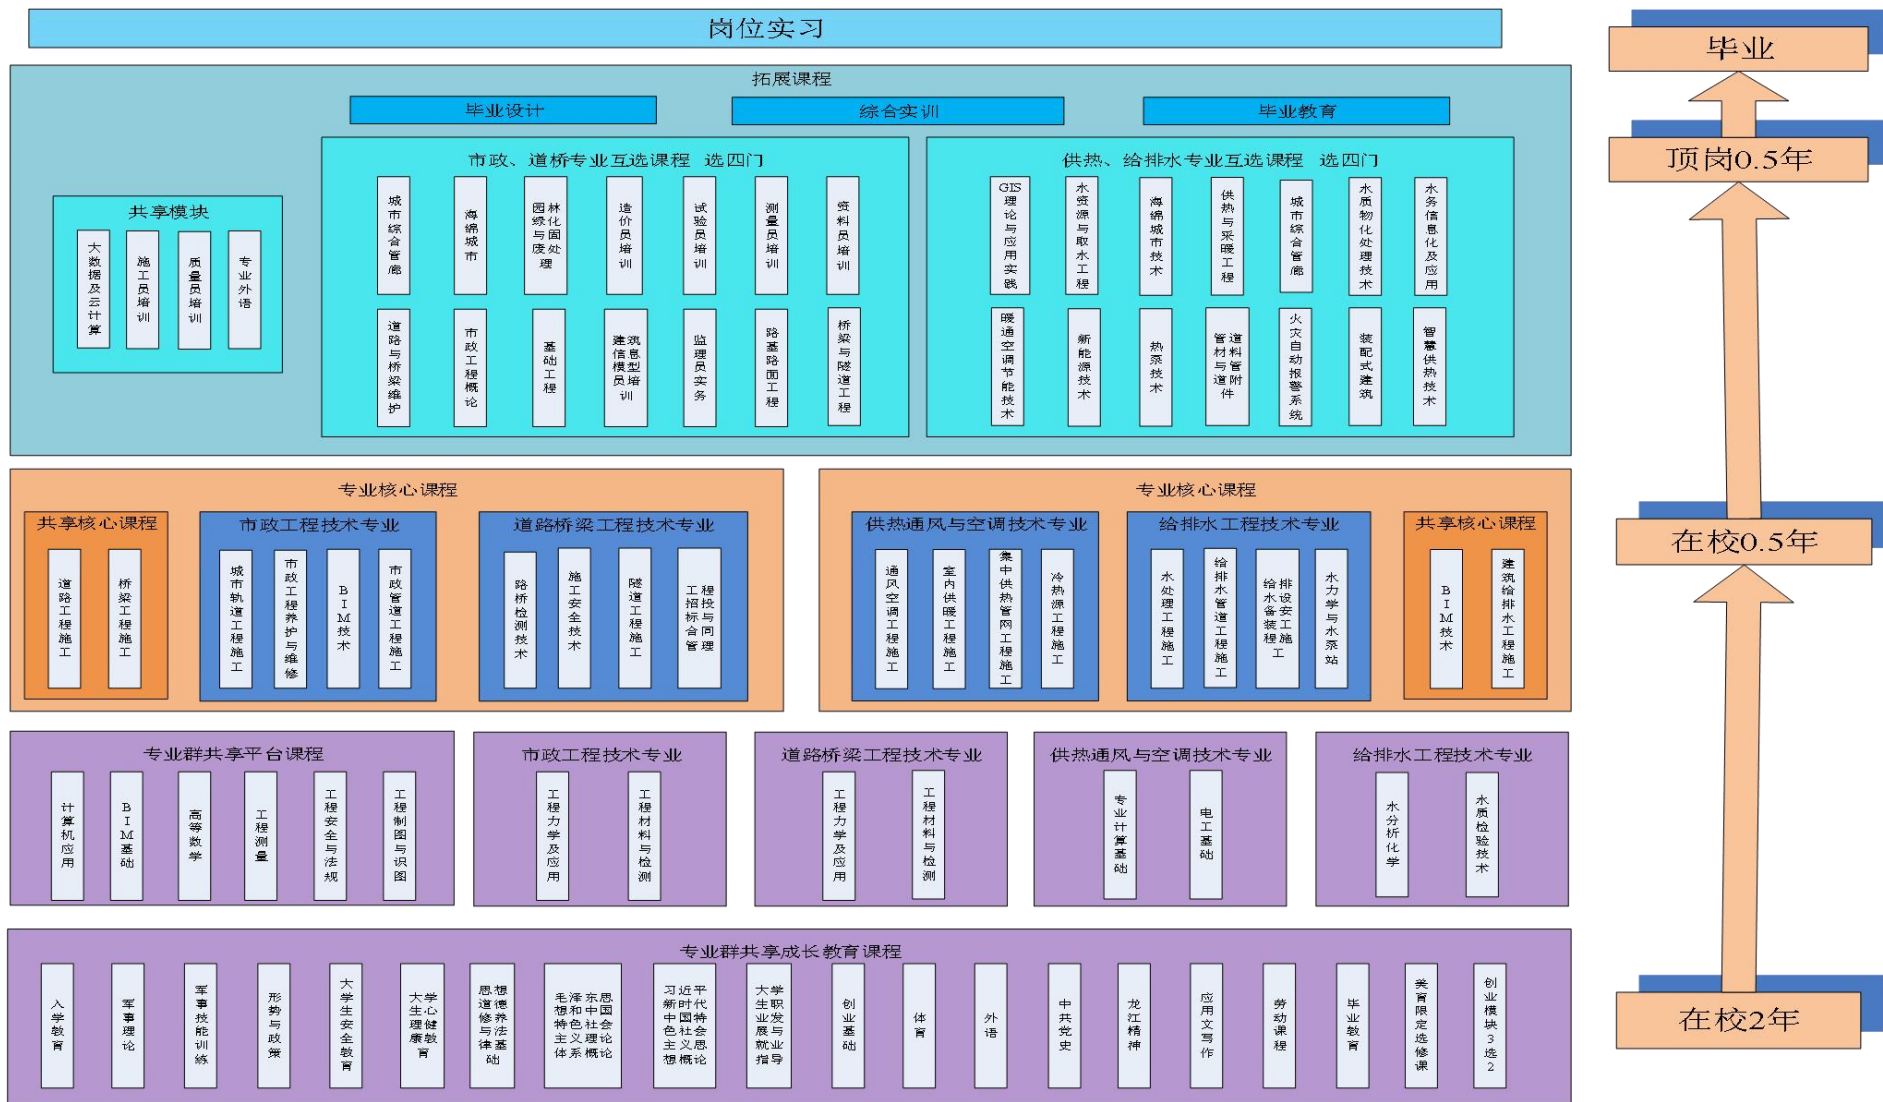 岗位实习
拓展课程
毕业设计
综合实训
毕业教育
共享模块
大数据及云计算
施工员培训
质量员培训
专业外语
市政、道桥专业互选课程 选四门
城市综合管廊
海绵城市
园林绿化与固废处理
造价员培训
试验员培训
测量员培训
资料员培训
道路与桥梁维护
市政工程概论
基础工程
建筑信息模型员培训
监理员实务
路基路面工程
桥梁与隧道工程
供热、给排水专业互选课程 选四门
GIS理论与应用实践
水资源与取水工程
海绵城市技术
供热与采暖工程
城市综合管廊
水质物化处理技术
水务信息化及应用
暖通空调节能技术
新能源技术
热泵技术
管道材料与管道附件
火灾自动报警系统
装配式建筑
智慧供热技术
专业核心课程
共享核心课程
道路工程施工
桥梁工程施工
市政工程技术专业
城市轨道工程施工
市政工程养护与维修
BIM技术
市政管道工程施工
道路桥梁工程技术专业
路桥检测技术
施工安全技术
隧道工程施工
工程招投标与合同管理
专业核心课程
供热通风与空调技术专业
通风空调工程施工
室内供暖工程施工
集中供热管网工程施工
冷热源工程施工
给排水工程技术专业
水处理工程施工
给排水管道工程施工
给排水设备安装工程施工
水力学与水泵站
共享核心课程
BIM技术
建筑给排水工程施工
专业群共享平台课程
计算机应用
BIM基础
高等数学
工程测量
工程安全与法规
工程制图与识图
市政工程技术专业
工程力学及应用
工程材料与检测
道路桥梁工程技术专业
工程力学及应用
工程材料与检测
供热通风与空调技术专业
专业计算基础
电工基础
给排水工程技术专业
水分析化学
水质检验技术
专业群共享成长教育课程
入学教育
军事理论
军事技能训练
形势与政策
大学生安全教育
大学生心理健康教育
思想道德修养与法律基础
毛泽东思想和中国特色社会主义理论体系概论
习近平新时代中国特色社会主义思想概论
大学生职业发展与就业指导
创业基础
体育
外语
中共党史
龙江精神
应用文写作
劳动课程
毕业教育
美育限定选修课
创业模块3选2
毕业
顶岗0.5年
在校0.5年
在校2年